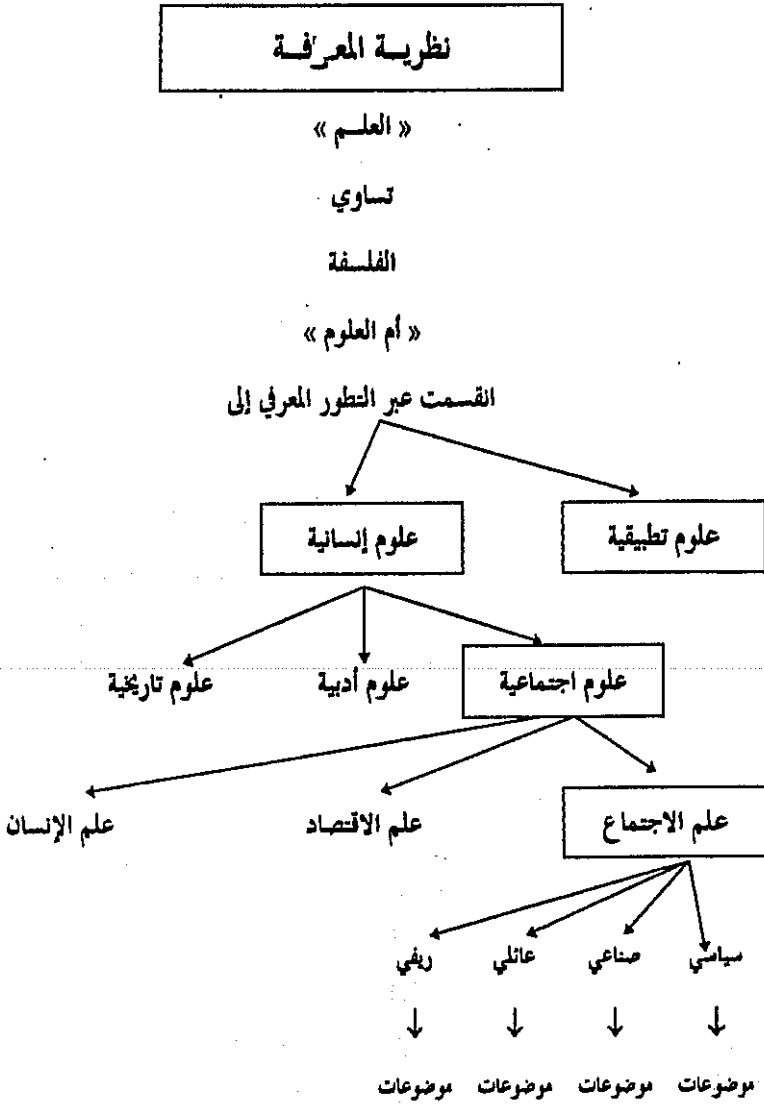 نظرية المعرفة
« العلم »
تساوي
الفلسفة
« أم العلوم »
انقسمت عبر التطور المعرفي إلى
علوم تطبيقية علوم إنسانية
علوم اجتماعية علوم أدبية علوم تاريخية
علم الاجتماع علم الاقتصاد علم الإنسان
سياسي صناعي عائلي ريفي
موضوعات موضوعات موضوعات موضوعات